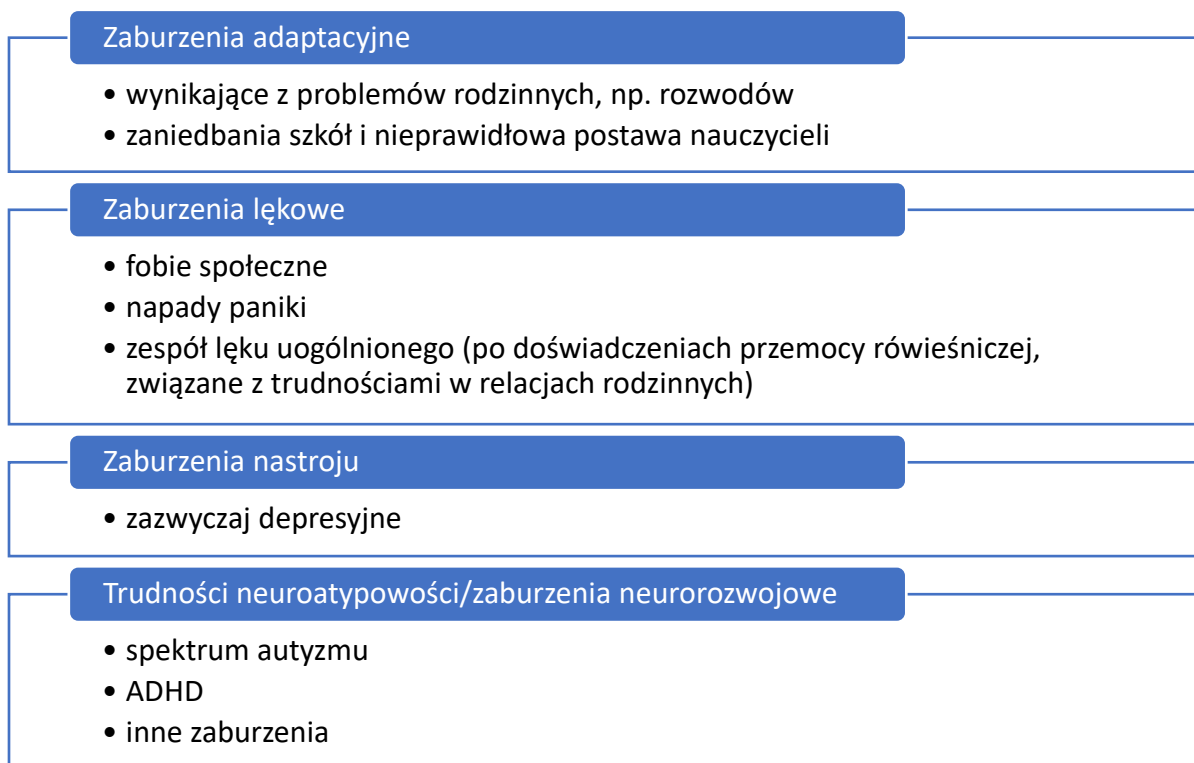 Zaburzenia adaptacyjne
• wynikające z problemów rodzinnych, np. rozwodów
• zaniedbania szkół i nieprawidłowa postawa nauczycieli
Zaburzenia lękowe
• fobie społeczne
• napady paniki
• zespół lęku uogólnionego (po doświadczeniach przemocy rówieśniczej,
związane z trudnościami w relacjach rodzinnych)
Zaburzenia nastroju
• zazwyczaj depresyjne
Trudności neuroatypowości/zaburzenia neurorozwojowe
• spektrum autyzmu
• ADHD
• inne zaburzenia